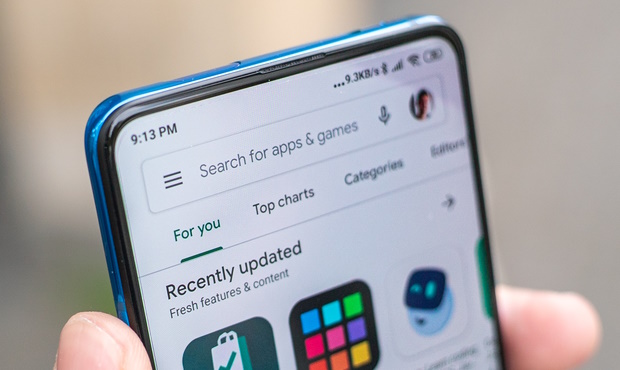 9:13 PM
...9.3KB/s
Search for apps & games
For you
Top charts
Categories
Editors
Recently updated
Fresh features & content